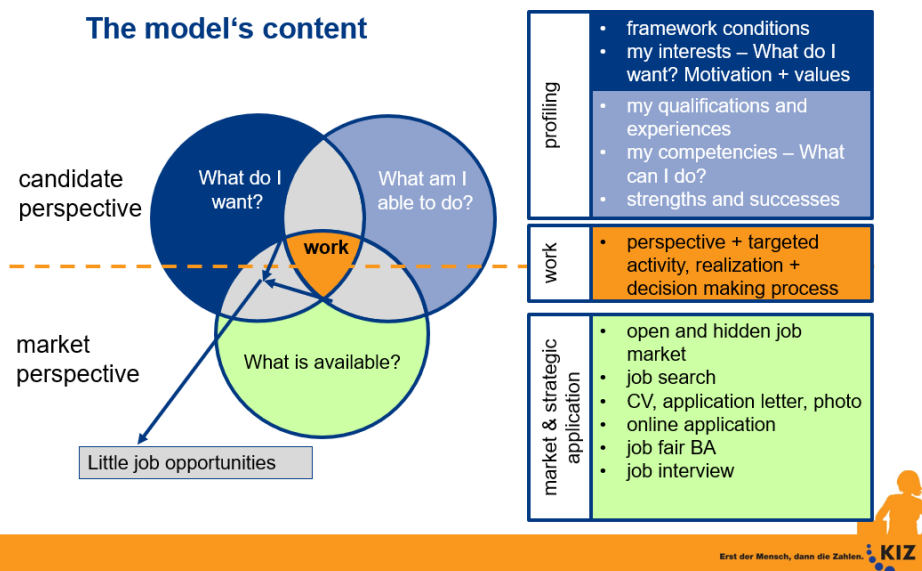 The model‘s content
candidate
perspective
market
perspective
What do I
want?
What am I
able to do?
work
What is available?
Little job opportunities
profiling
• framework conditions
• my interests – What do I
want? Motivation + values
• my qualifications and
experiences
• my competencies – What
can I do?
• strengths and successes
work
• perspective + targeted
activity, realization +
decision making process
market & strategic
application
• open and hidden job
market
• job search
• CV, application letter, photo
• online application
• job fair BA
• job interview
Erst der Mensch, dann die Zahlen.
KIZ